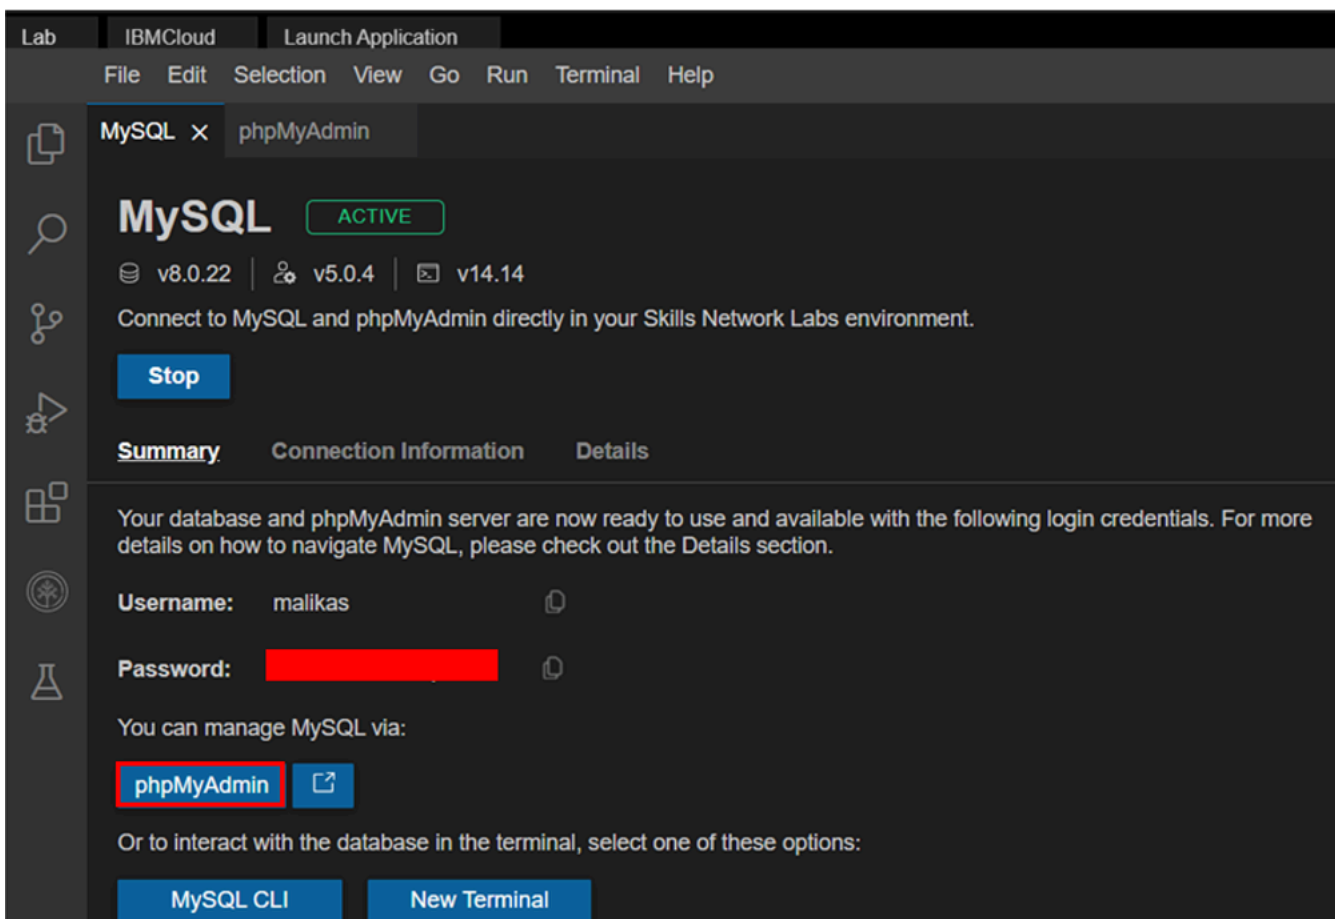 Lab IBMCloud Launch Application
File Edit Selection View Go Run Terminal Help
MySQL phpMyAdmin
MySQL ACTIVE
v8.0.22 v5.0.4 v14.14
Connect to MySQL and phpMyAdmin directly in your Skills Network Labs environment.
Stop
Summary Connection Information Details
Your database and phpMyAdmin server are now ready to use and available with the following login credentials. For more
details on how to navigate MySQL, please check out the Details section.
Username: malikas
Password:
You can manage MySQL via:
phpMyAdmin
Or to interact with the database in the terminal, select one of these options:
MySQL CLI New Terminal